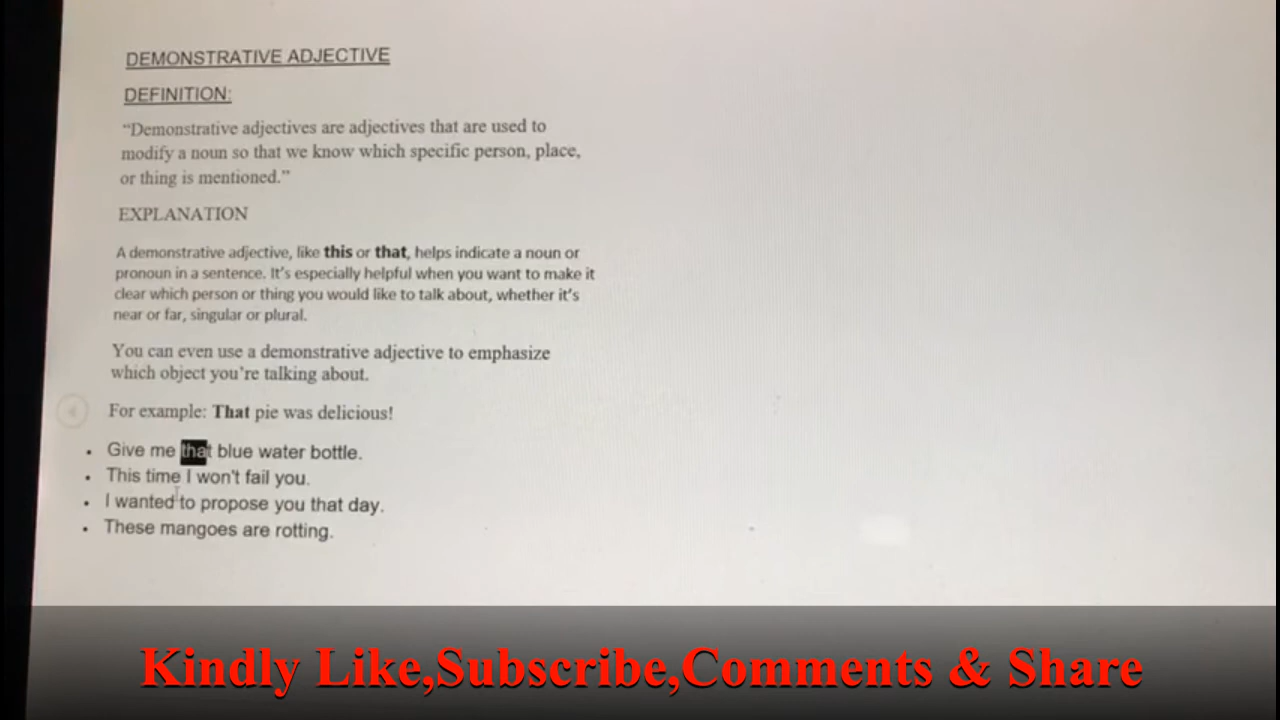 DEMONSTRATIVE ADJECTIVE
DEFINITION:
“Demonstrative adjectives are adjectives that are used to
modify a noun so that we know which specific person, place,
or thing is mentioned.”
EXPLANATION
A demonstrative adjective, like this or that, helps indicate a noun or
pronoun in a sentence. It's especially helpful when you want to make it
clear which person or thing you would like to talk about, whether it's
near or far, singular or plural.
You can even use a demonstrative adjective to emphasize
which object you're talking about.
For example: That pie was delicious!
• Give me that blue water bottle.
• This time I won't fail you.
• I wanted to propose you that day.
• These mangoes are rotting.
Kindly Like,Subscribe,Comments & Share